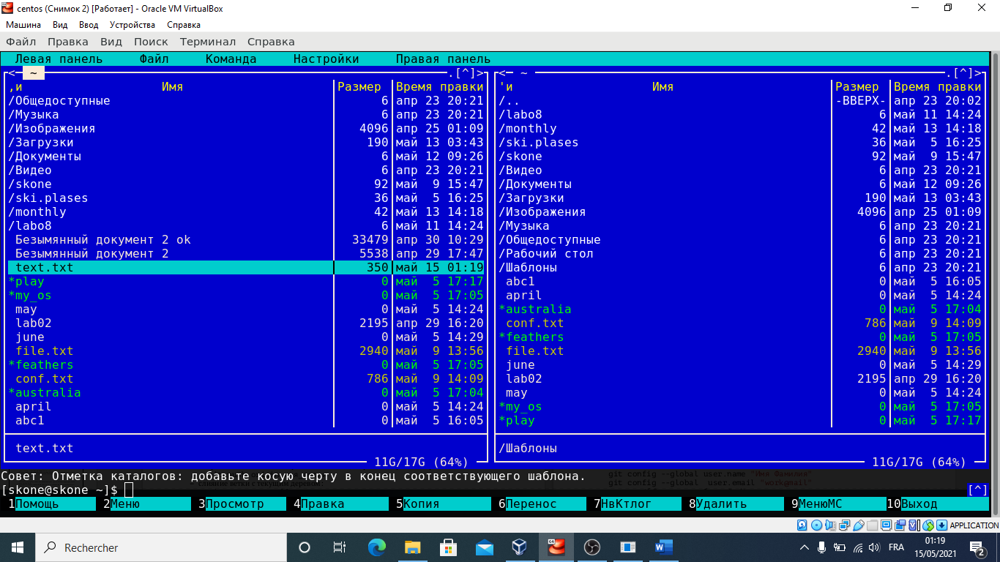 centos (Снимок 2) [Работает] - Oracle VM VirtualBox
Машина Вид Ввод Устройства Справка
Файл Правка Вид Поиск Терминал Справка
Левая панель Файл Команда Настройки Правая панель
<─ ~ .[^]>
,и Имя Размер Время правки
/Общедоступные 6 апр 23 20:21
/Музыка 6 апр 23 20:21
/Изображения 4096 апр 25 01:09
/Загрузки 190 май 13 03:43
/Документы 6 май 12 09:26
/Видео 6 апр 23 20:21
/skone 92 май 9 15:47
/ski.plases 36 май 5 16:25
/monthly 42 май 13 14:18
/labo8 6 май 11 14:24
Безымянный документ 2 ok 33479 апр 30 10:29
Безымянный документ 2 5538 апр 29 17:47
text.txt 350 май 15 01:19
*play 0 май 5 17:17
*my_os 0 май 5 17:05
may 0 май 5 14:24
lab02 2195 апр 29 16:20
june 0 май 5 14:29
file.txt 2940 май 9 13:56
*feathers 0 май 5 17:05
conf.txt 786 май 9 14:09
*australia 0 май 5 17:04
april 0 май 5 14:24
abc1 0 май 5 16:05
text.txt
11G/17G (64%)
<─ ~ .[^]>
'и Имя Размер Время правки
/.. -ВВЕРХ- апр 23 20:02
/labo8 6 май 11 14:24
/monthly 42 май 13 14:18
/ski.plases 36 май 5 16:25
/skone 92 май 9 15:47
/Видео 6 апр 23 20:21
/Документы 6 май 12 09:26
/Загрузки 190 май 13 03:43
/Изображения 4096 апр 25 01:09
/Музыка 6 апр 23 20:21
/Общедоступные 6 апр 23 20:21
/Рабочий стол 6 апр 23 20:21
/Шаблоны 6 апр 23 20:21
abc1 0 май 5 16:05
april 0 май 5 14:24
*australia 0 май 5 17:04
conf.txt 786 май 9 14:09
*feathers 0 май 5 17:05
file.txt 2940 май 9 13:56
june 0 май 5 14:29
lab02 2195 апр 29 16:20
may 0 май 5 14:24
*my_os 0 май 5 17:05
*play 0 май 5 17:17
/Шаблоны
11G/17G (64%)
Совет: Отметка каталогов: добавьте косую черту в конец соответствующего шаблона.
git config --global user.name "Имя Фамилия"
git config --global user.email "work@mail"
[skone@skone ~]$ [^]
1Помощь 2Меню 3Просмотр 4Правка 5Копия 6Перенос 7НвКтлог 8Удалить 9МенюМС 10Выход
APPLICATION
Rechercher
64
W
FRA
01:19
15/05/2021
2